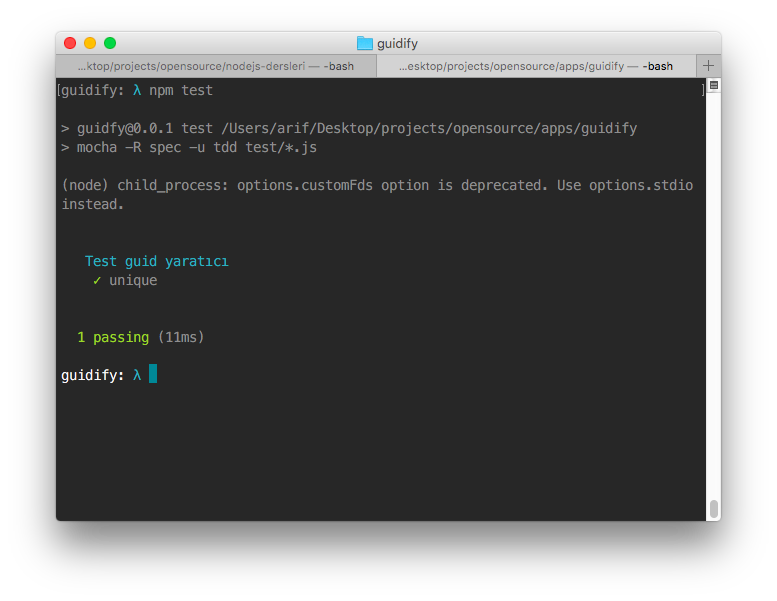 guidify
...ktop/projects/opensource/nodejs-dersleri — -bash
...esktop/projects/opensource/apps/guidify — -bash
[guidify: λ npm test ]
> guidfy@0.0.1 test /Users/arif/Desktop/projects/opensource/apps/guidify
> mocha -R spec -u tdd test/*.js
(node) child_process: options.customFds option is deprecated. Use options.stdio
instead.
Test guid yaratıcı
✓ unique
1 passing (11ms)
guidify: λ